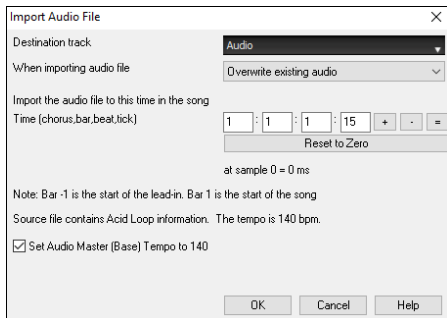 Import Audio File
Destination track Audio
When importing audio file Overwrite existing audio
Import the audio file to this time in the song
Time (chorus,bar,beat,tick) 1 : 1 : 1 : 15 + - =
Reset to Zero
at sample 0 = 0 ms
Note: Bar -1 is the start of the lead-in. Bar 1 is the start of the song
Source file contains Acid Loop information. The tempo is 140 bpm.
Set Audio Master (Base) Tempo to 140
OK Cancel Help